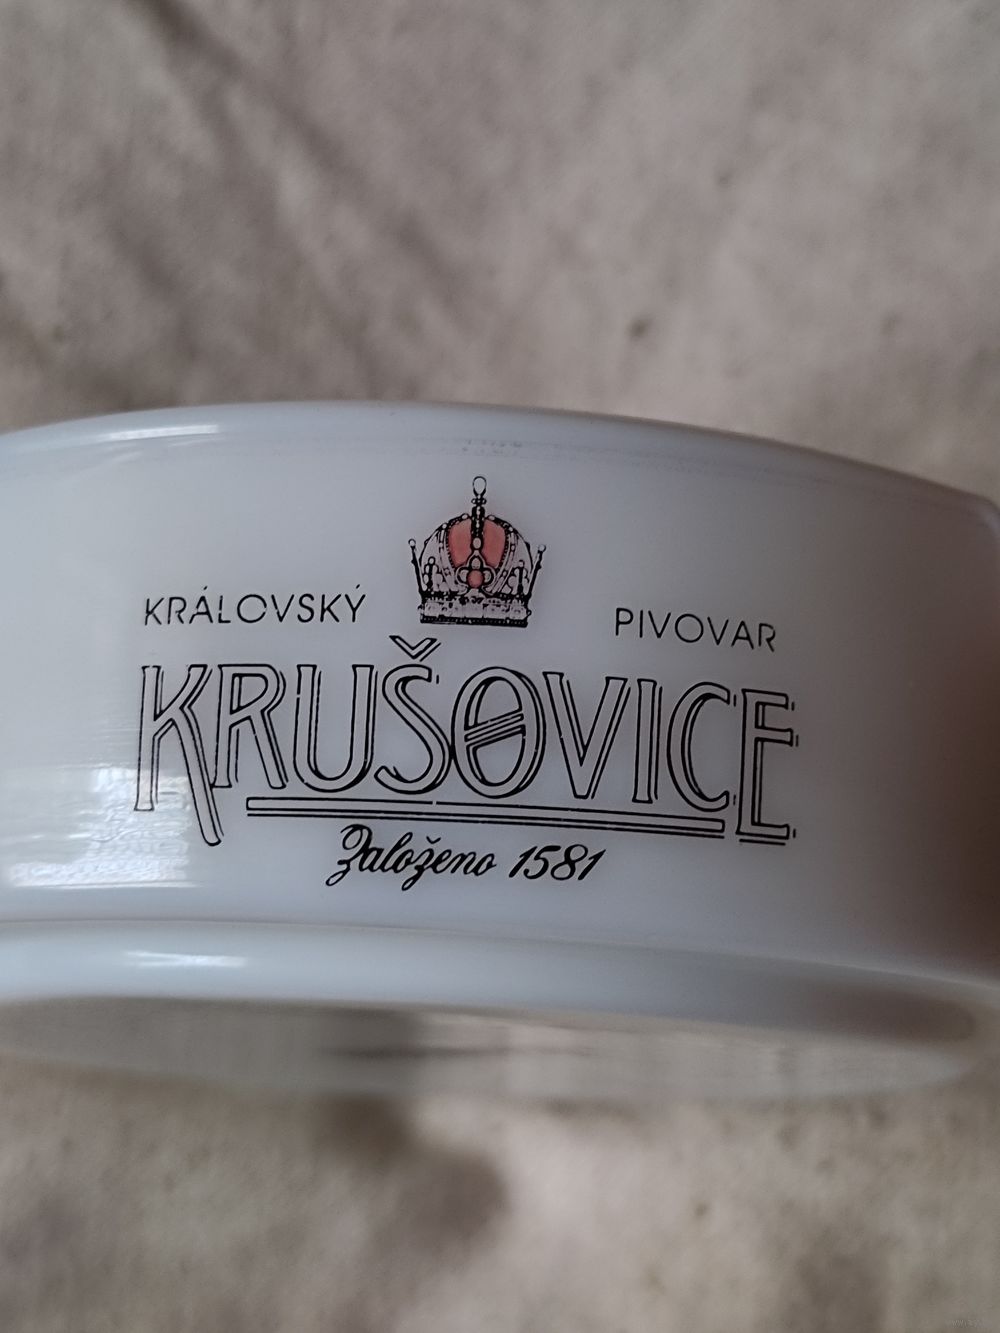 KRÁLOVSKÝ PIVOVAR
KRUŠOVICE
Založeno 1581